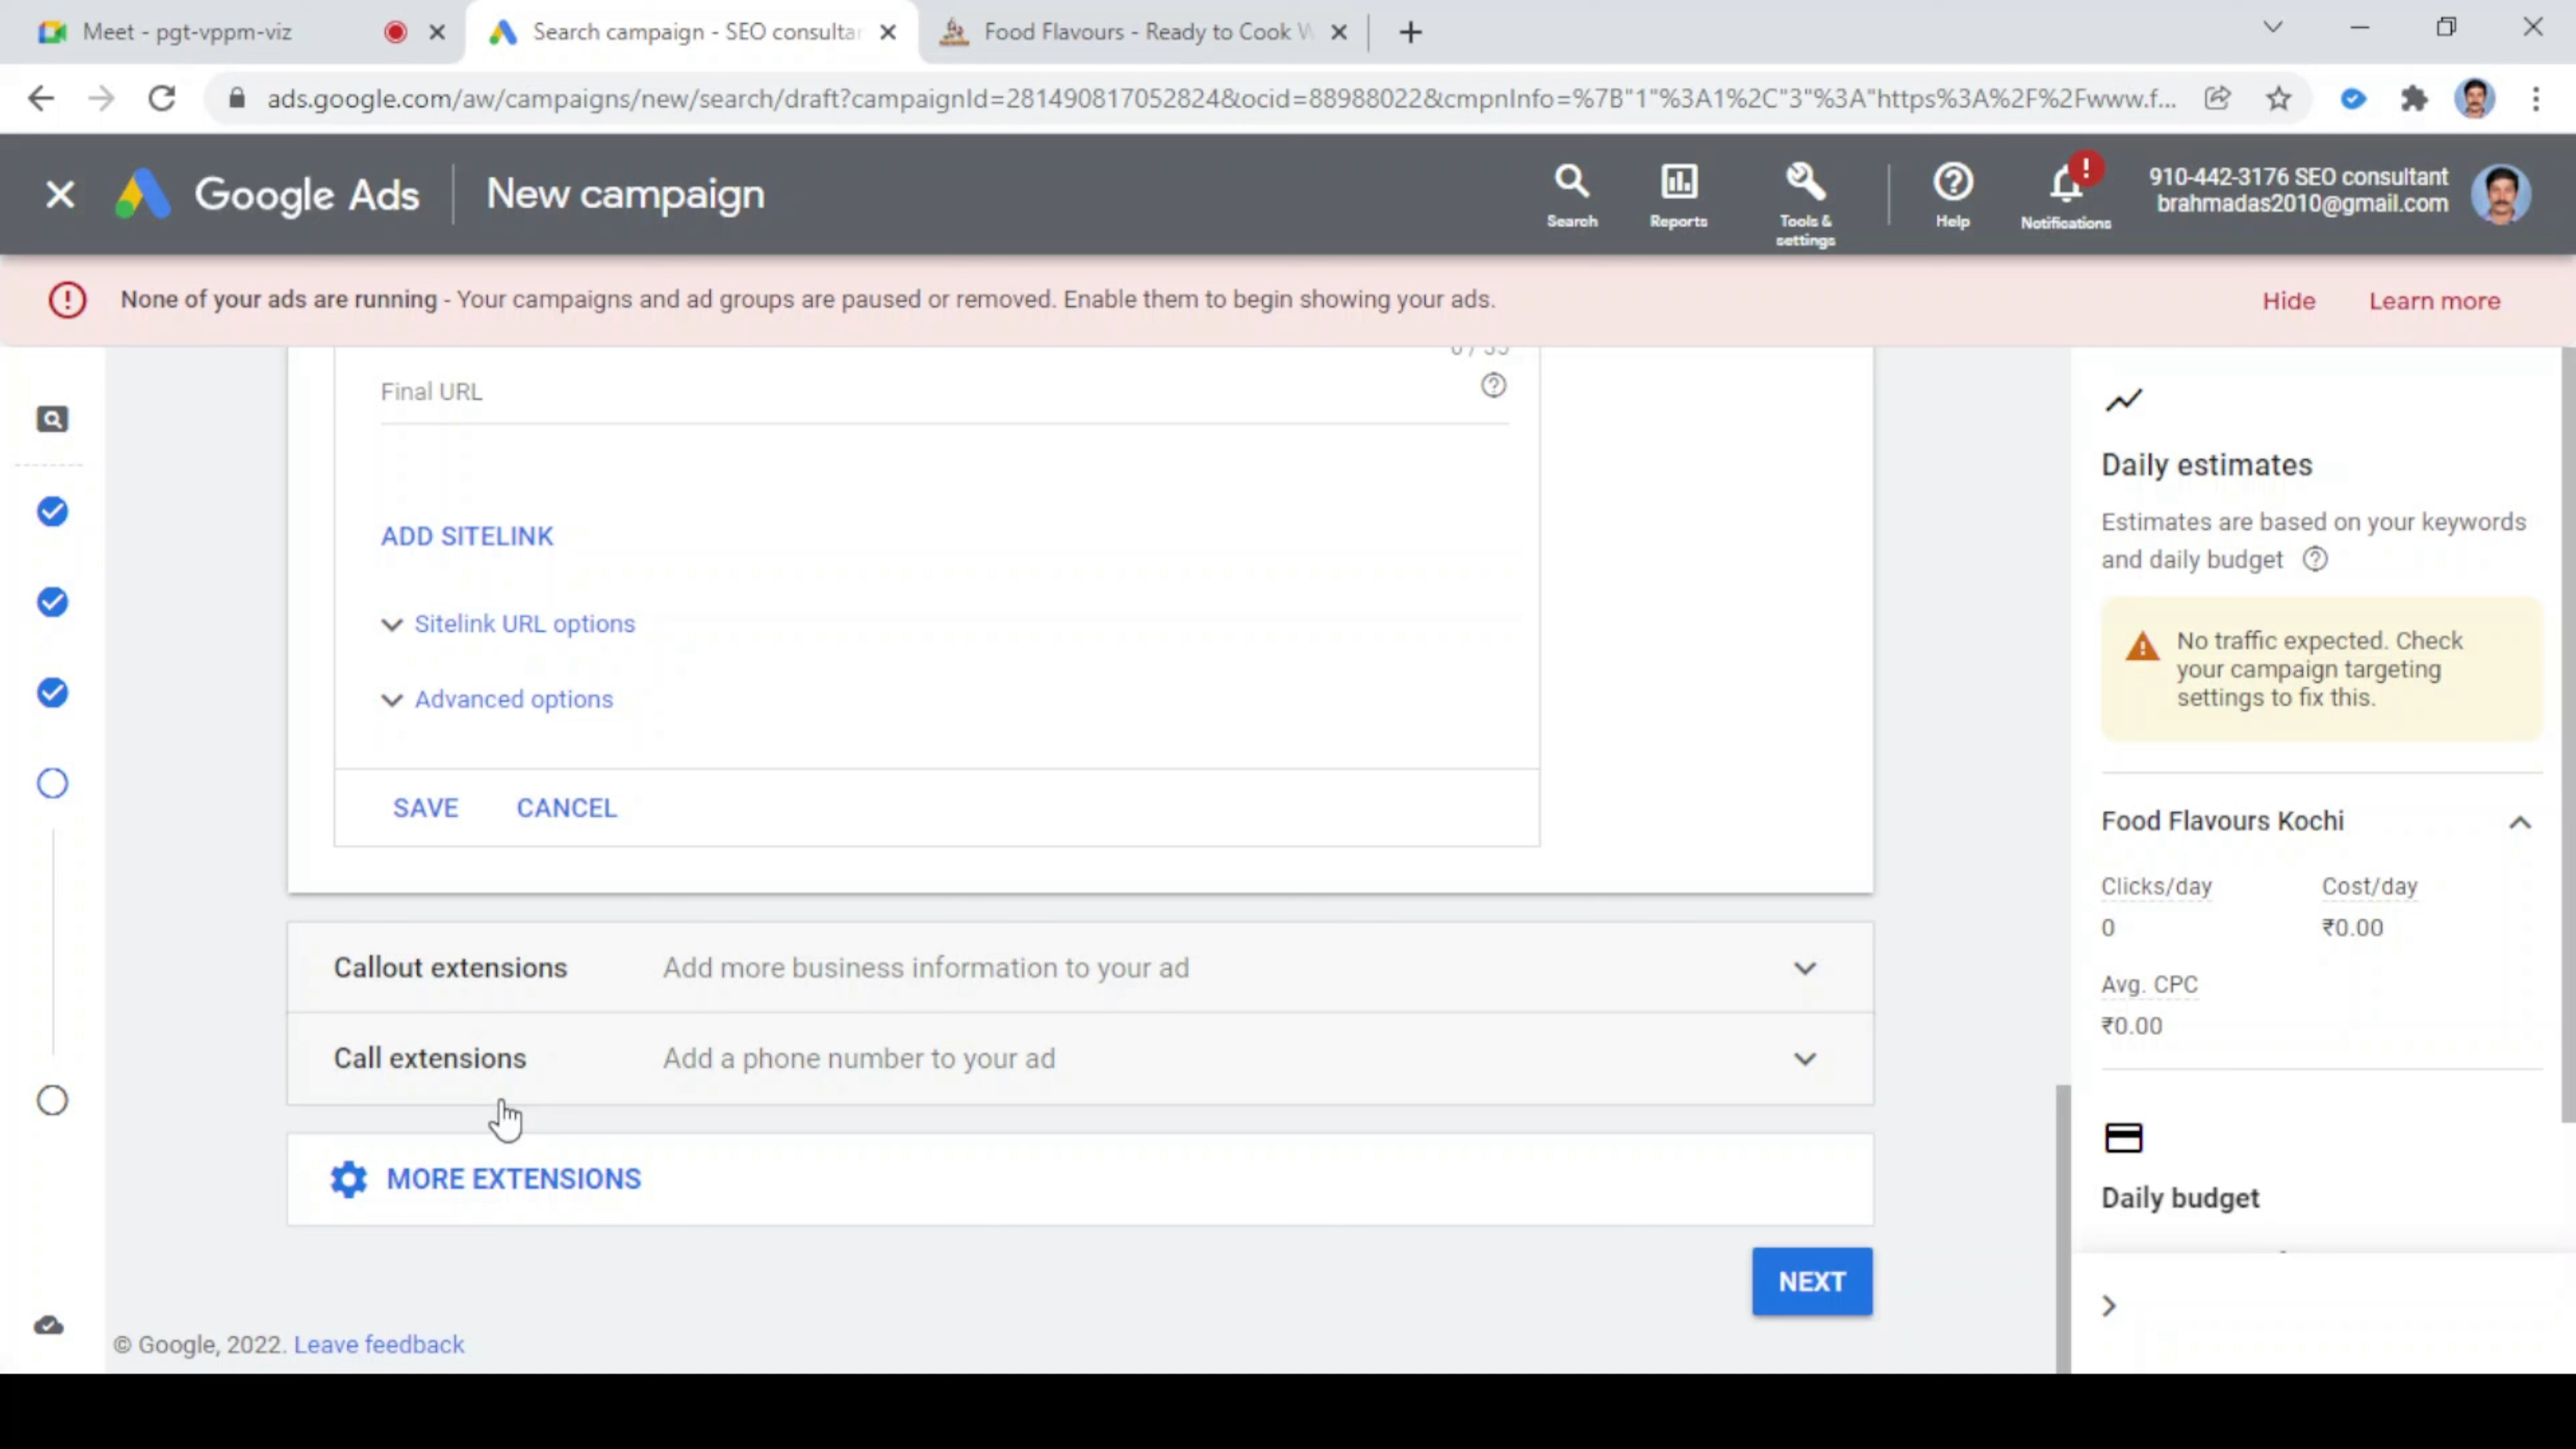 Meet - pgt-vppm-viz
Search campaign - SEO consultan
Food Flavours - Ready to Cook W
ads.google.com/aw/campaigns/new/search/draft?campaignId=281490817052824&ocid=88988022&cmpnInfo=%7B"1"%3A1%2C"3"%3A"https%3A%2F%2Fwww.f...
Google Ads
New campaign
Search
Reports
Tools &
settings
Help
Notifications
910-442-3176 SEO consultant
brahmadas2010@gmail.com
None of your ads are running - Your campaigns and ad groups are paused or removed. Enable them to begin showing your ads.
Hide
Learn more
0 / 35
Final URL
ADD SITELINK
Sitelink URL options
Advanced options
SAVE
CANCEL
Callout extensions
Add more business information to your ad
Call extensions
Add a phone number to your ad
MORE EXTENSIONS
NEXT
© Google, 2022. Leave feedback
Daily estimates
Estimates are based on your keywords
and daily budget
No traffic expected. Check
your campaign targeting
settings to fix this.
Food Flavours Kochi
Clicks/day
Cost/day
0
₹0.00
Avg. CPC
₹0.00
Daily budget